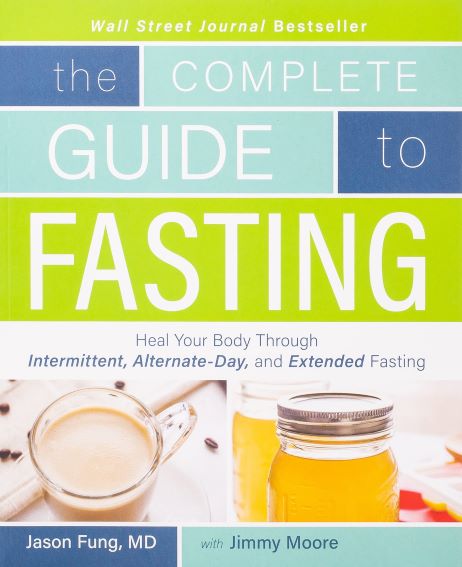 Wall Street Journal Bestseller
the COMPLETE
GUIDE to
FASTING
Heal Your Body Through
Intermittent, Alternate-Day, and Extended Fasting
Jason Fung, MD with Jimmy Moore